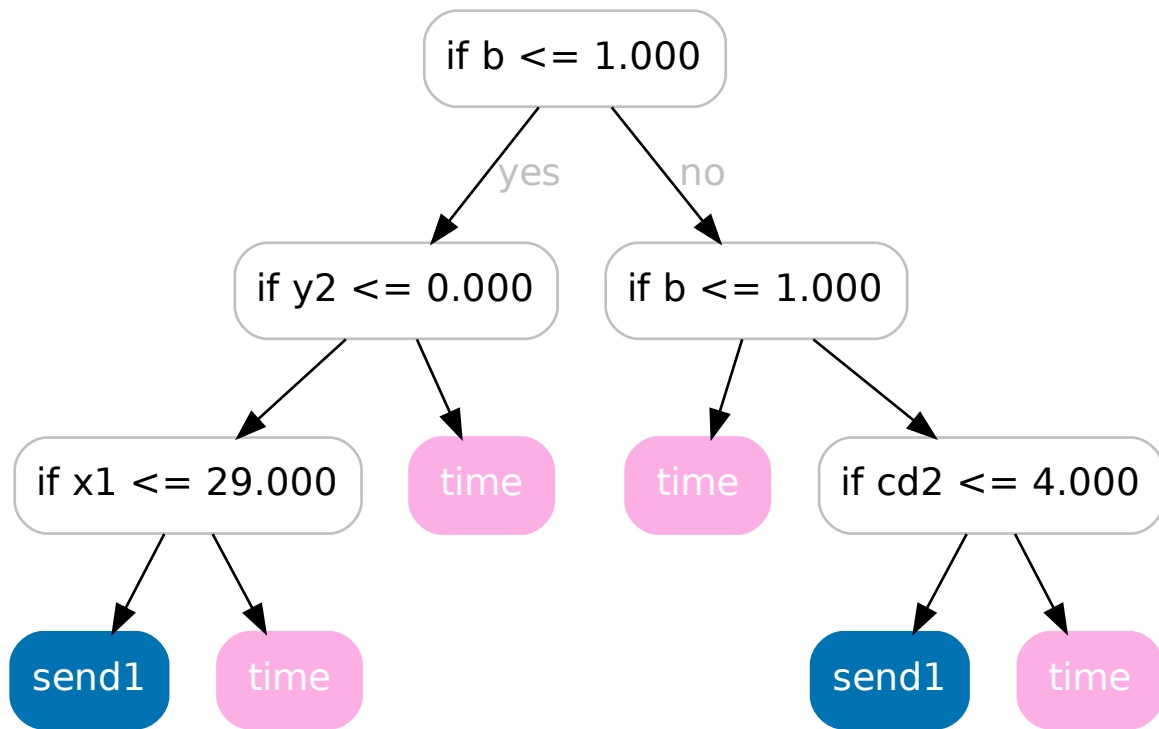 if b <= 1.000
yes
no
if y2 <= 0.000
if b <= 1.000
if x1 <= 29.000
time
time
if cd2 <= 4.000
send1
time
send1
time